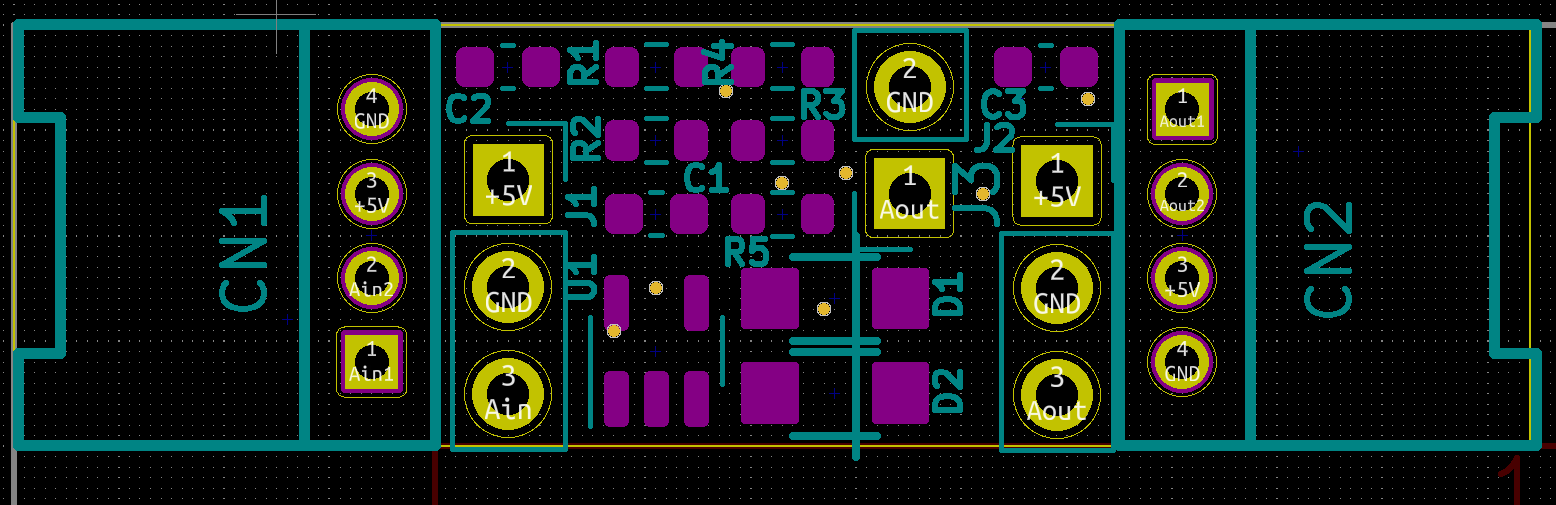 CN1
4
GND
3
+5V
2
Ain2
1
Ain1
C2
R1
R4
R3
C3
R2
C1
J1
J2
J3
R5
U1
D1
D2
1
+5V
2
GND
3
Ain
2
GND
1
Aout
1
+5V
2
GND
3
Aout
1
Aout1
2
Aout2
3
+5V
4
GND
CN2
1